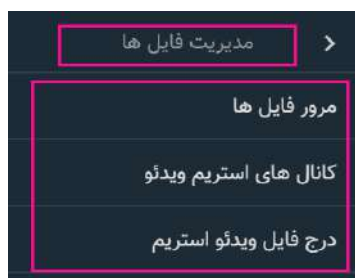 مدیریت فایل ها
مرور فایل ها
کانال های استریم ویدئو
درج فایل ویدئو استریم